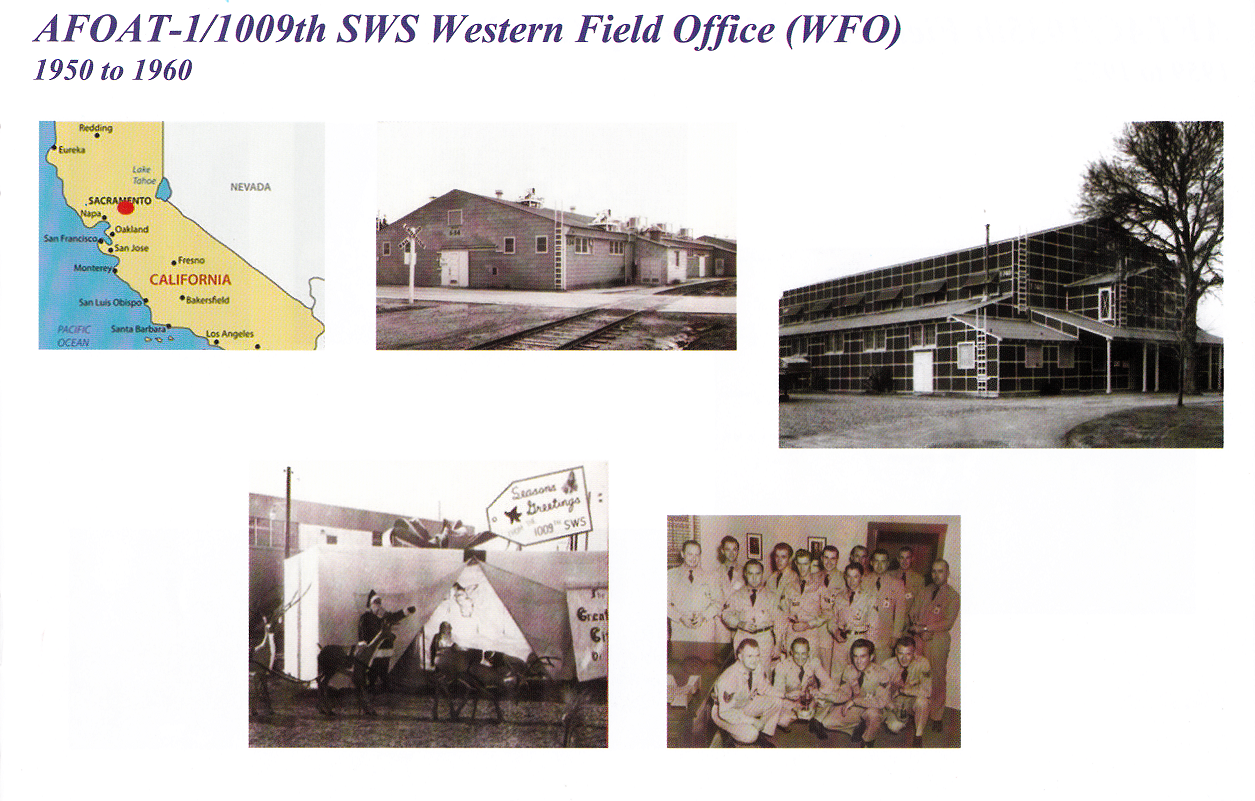 AFOAT-1/1009th SWS Western Field Office (WFO)
1950 to 1960
Redding
Eureka
Lake
Tahoe
NEVADA
SACRAMENTO
Napa
Oakland
San Francisco
San Jose
Monterey
Fresno
CALIFORNIA
San Luis Obispo
Bakersfield
Santa Barbara
Los Angeles
PACIFIC
OCEAN
Seasons
Greetings
FROM THE
1009TH SWS
The
Great